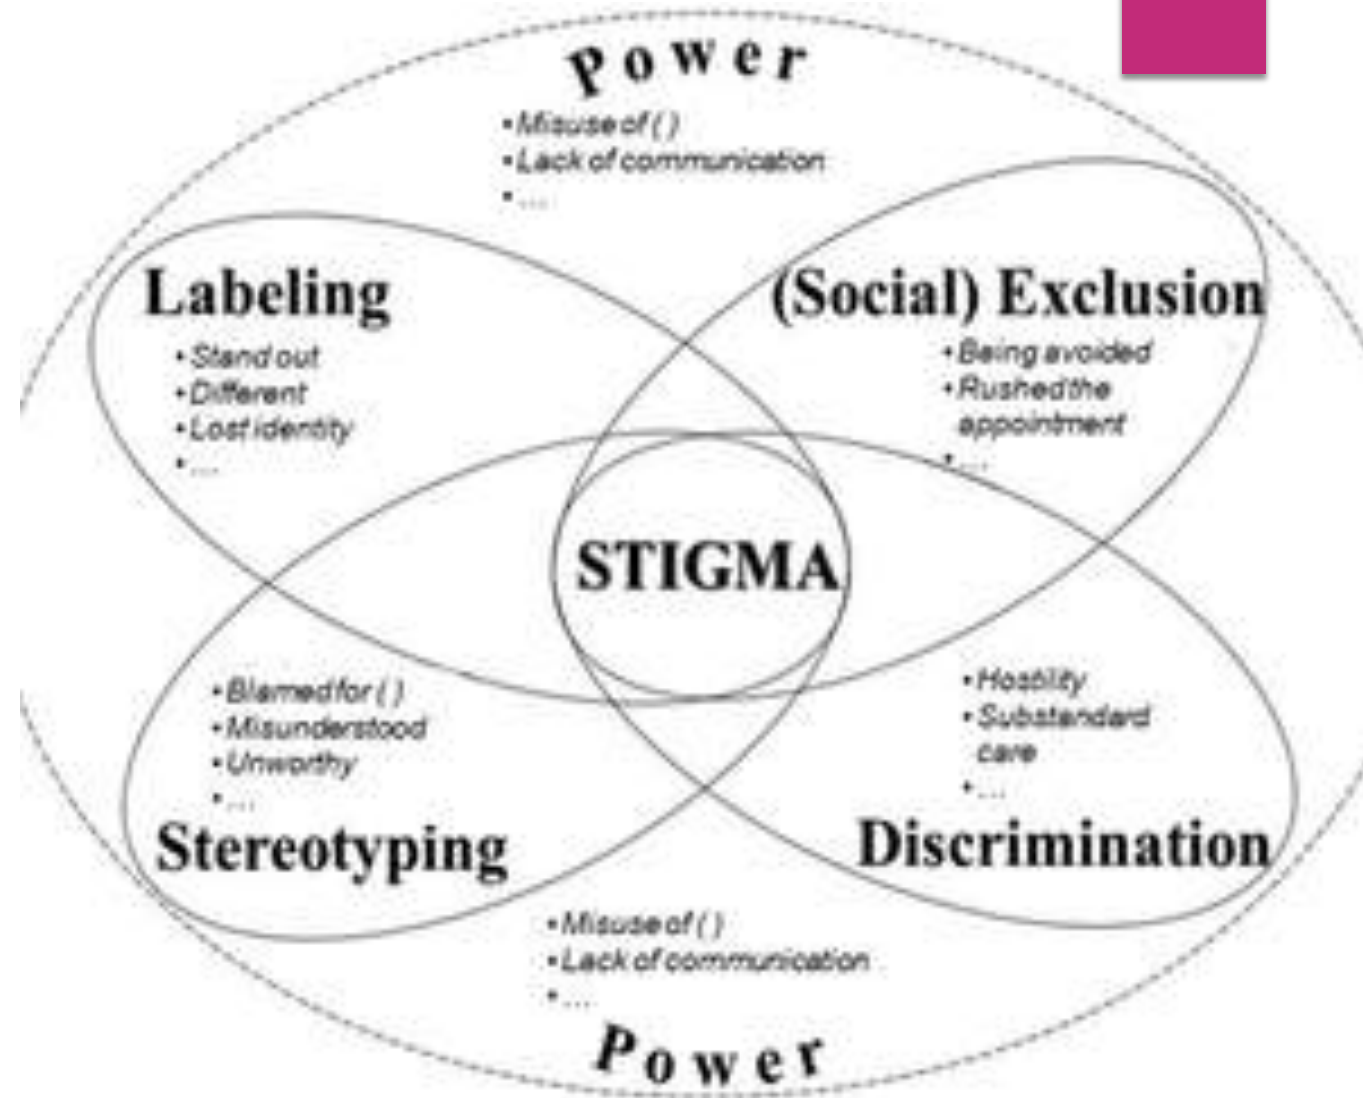 Power
•Misuse of ( )
•Lack of communication
•...
Labeling
•Stand out
•Different
•Lost identity
•...
(Social) Exclusion
•Being avoided
•Rushed the
appointment
•...
STIGMA
•Blamed for ( )
•Misunderstood
•Unworthy
•...
Stereotyping
•Hostility
•Substandard
care
•...
Discrimination
•Misuse of ( )
•Lack of communication
•...
Power